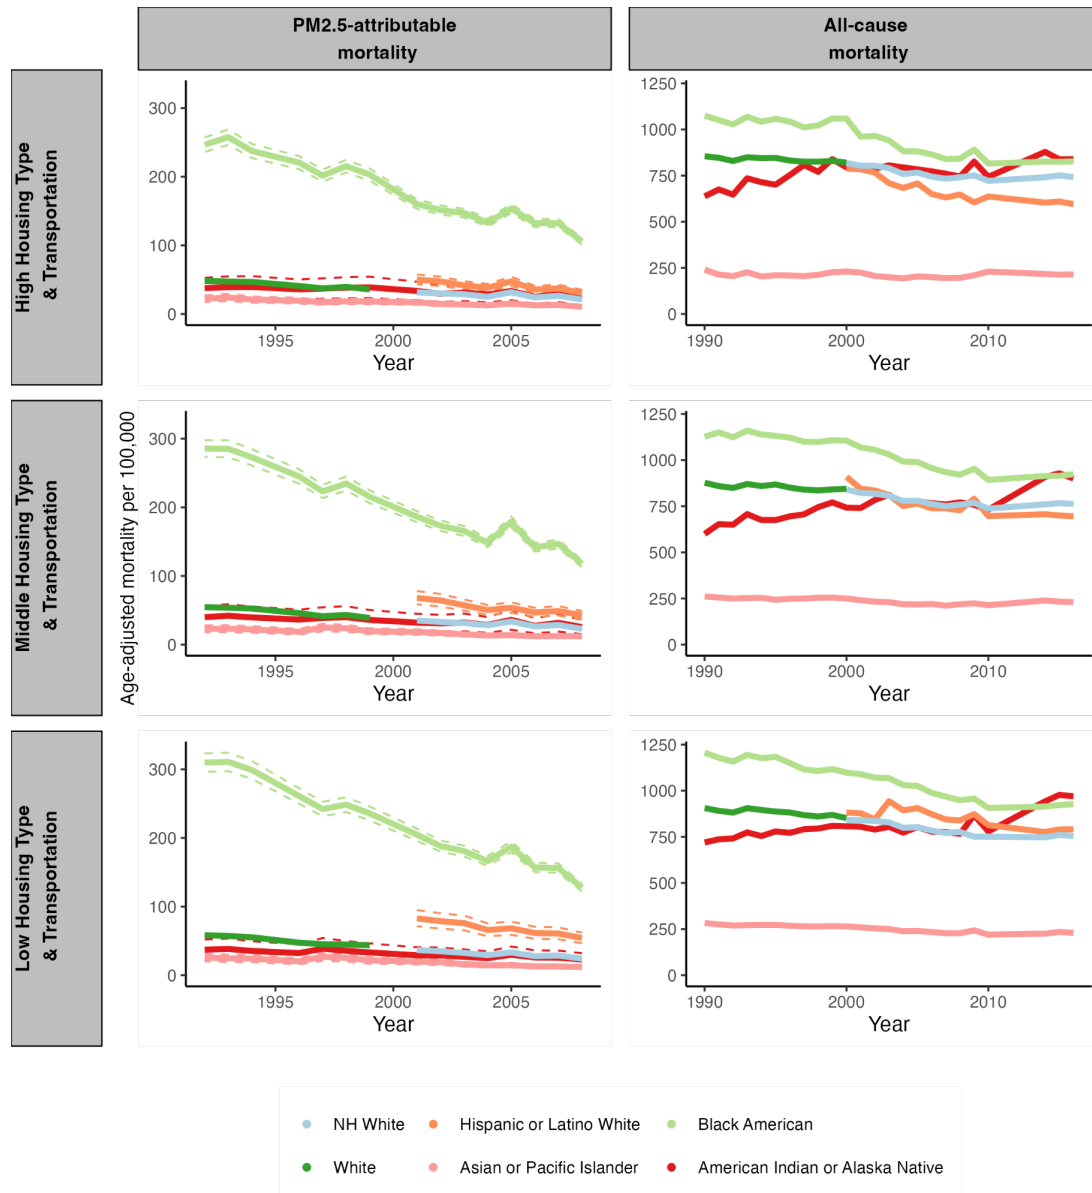 PM2.5-attributable
mortality
All-cause
mortality
High Housing Type
& Transportation
300
200
100
0
1995
2000
2005
Year
1250
1000
750
500
250
0
1990
2000
2010
Year
Middle Housing Type
& Transportation
Age-adjusted mortality per 100,000
300
200
100
0
1995
2000
2005
Year
1250
1000
750
500
250
0
1990
2000
2010
Year
Low Housing Type
& Transportation
300
200
100
0
1995
2000
2005
Year
1250
1000
750
500
250
0
1990
2000
2010
Year
NH White
Hispanic or Latino White
Black American
White
Asian or Pacific Islander
American Indian or Alaska Native